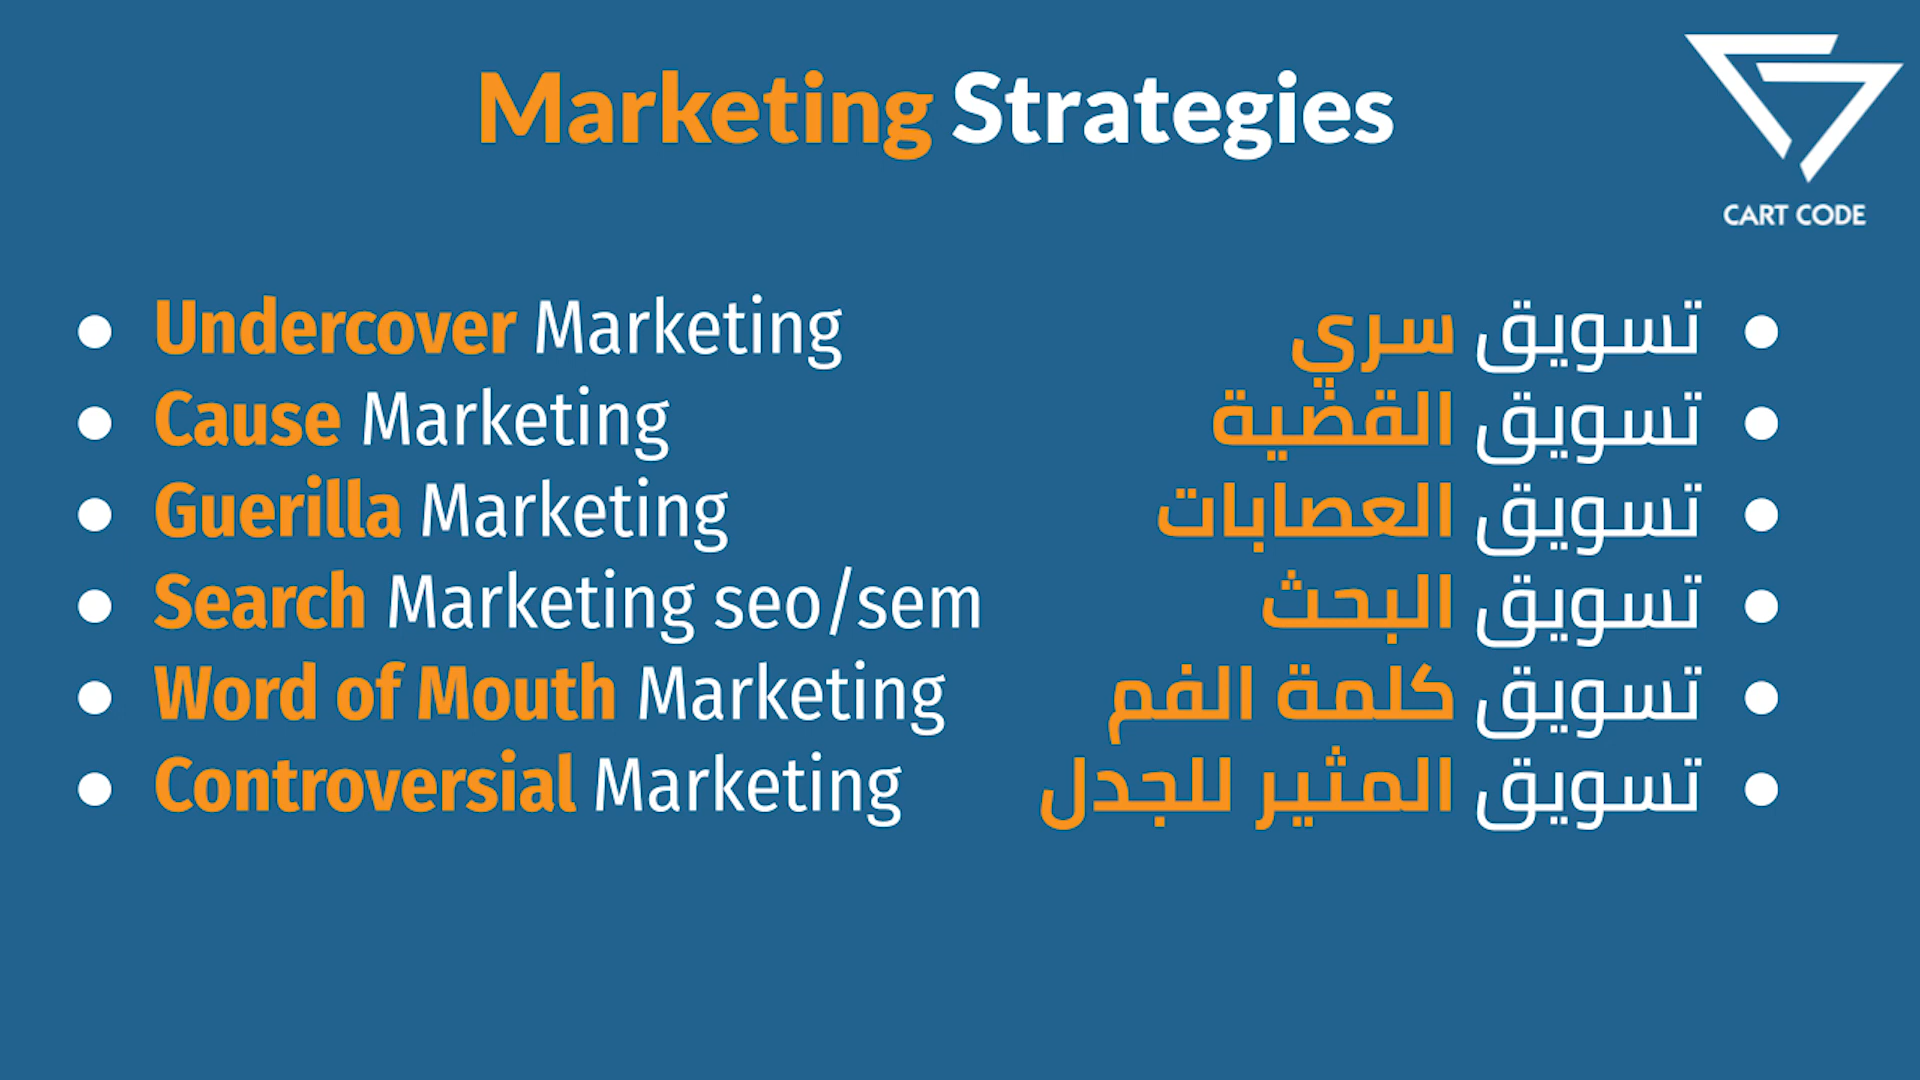 Marketing Strategies
CART CODE
● Undercover Marketing
● Cause Marketing
● Guerilla Marketing
● Search Marketing seo/sem
● Word of Mouth Marketing
● Controversial Marketing
● تسويق سري
● تسويق القضية
● تسويق العصابات
● تسويق البحث
● تسويق كلمة الفم
● تسويق المثير للجدل